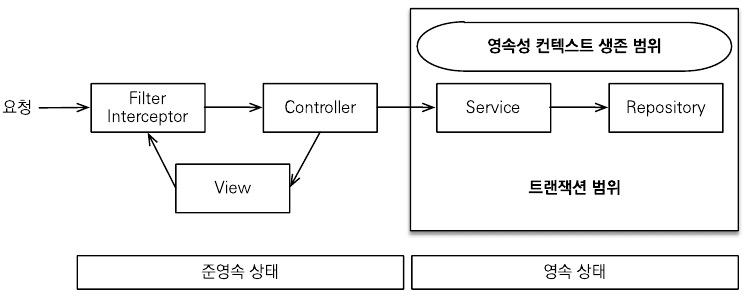 영속성 컨텍스트 생존 범위
요청
Filter
Interceptor
Controller
Service
Repository
View
트랜잭션 범위
준영속 상태
영속 상태